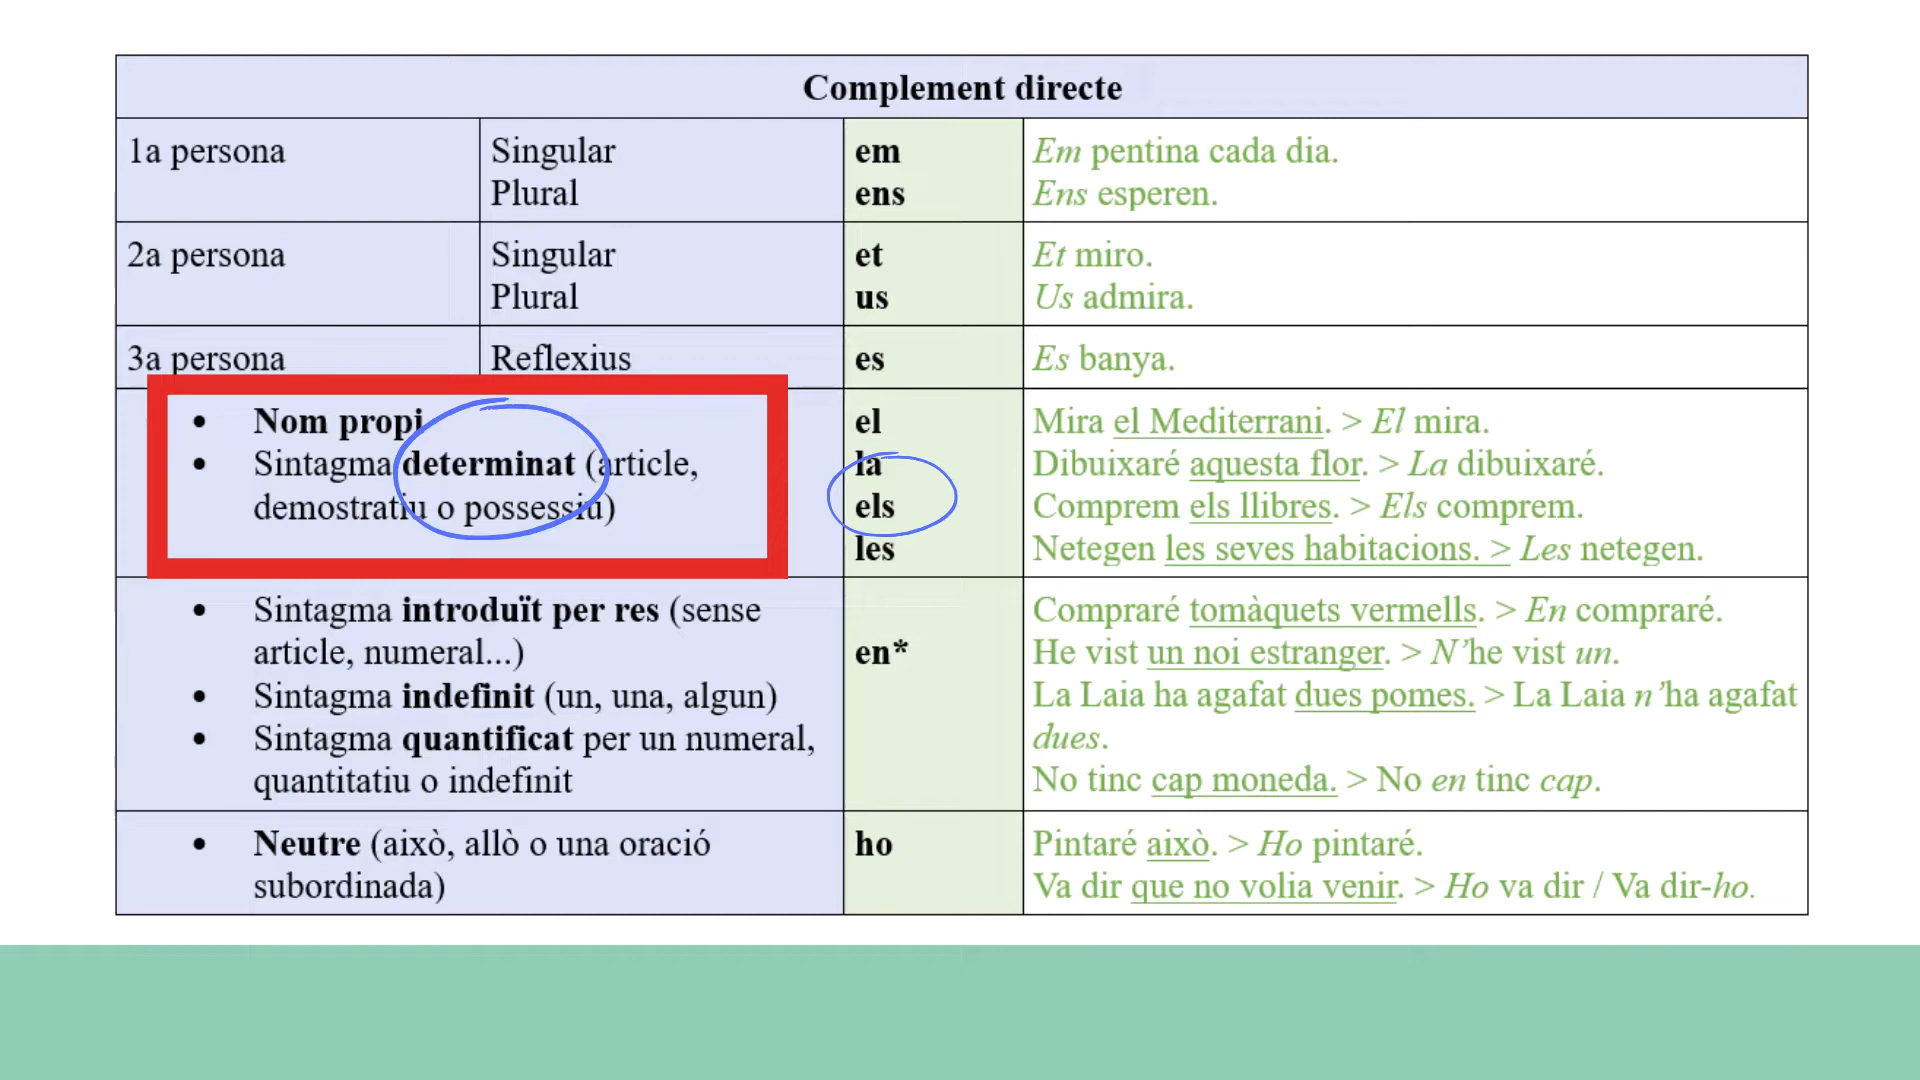 Complement directe
1a persona
Singular
Plural
em
ens
Em pentina cada dia.
Ens esperen.
2a persona
Singular
Plural
et
us
Et miro.
Us admira.
3a persona
Reflexius
es
Es banya.
• Nom propi
• Sintagma determinat (article,
demostratiu o possessiu)
el
la
els
les
Mira el Mediterrani. > El mira.
Dibuixaré aquesta flor. > La dibuixaré.
Comprem els llibres. > Els comprem.
Netegen les seves habitacions. > Les netegen.
• Sintagma introduït per res (sense
article, numeral...)
• Sintagma indefinit (un, una, algun)
• Sintagma quantificat per un numeral,
quantitatiu o indefinit
en*
Compraré tomàquets vermells. > En compraré.
He vist un noi estranger. > N’he vist un.
La Laia ha agafat dues pomes. > La Laia n’ha agafat
dues.
No tinc cap moneda. > No en tinc cap.
• Neutre (això, allò o una oració
subordinada)
ho
Pintaré això. > Ho pintaré.
Va dir que no volia venir. > Ho va dir / Va dir-ho.